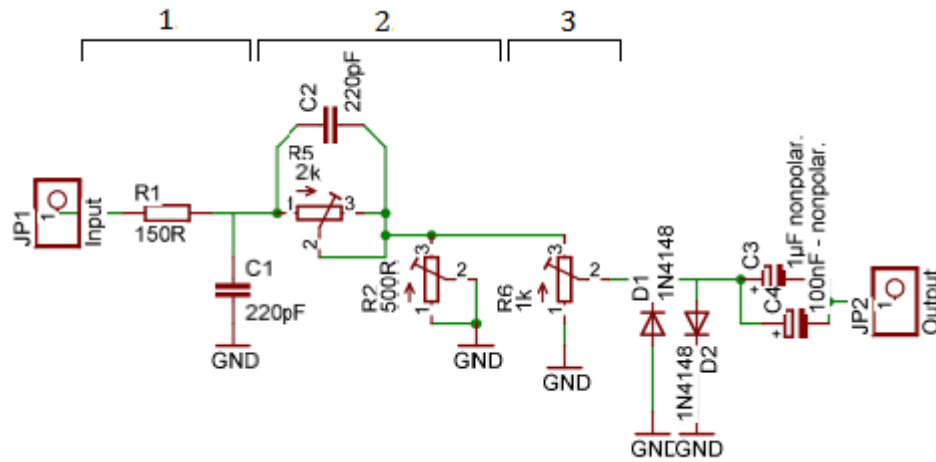 1 2 3
C2
220pF
R5
2k
1 3
2
JP1
1
Input
R1
150R
C1
220pF
GND
R2
500R
3
2
1
GND
R6
1k
3
2
1
GND
D1
1N4148
GND
1N4148
D2
GND
C3
1µF nonpolar.
+
C4
100nF - nonpolar.
+
JP2
1
Output